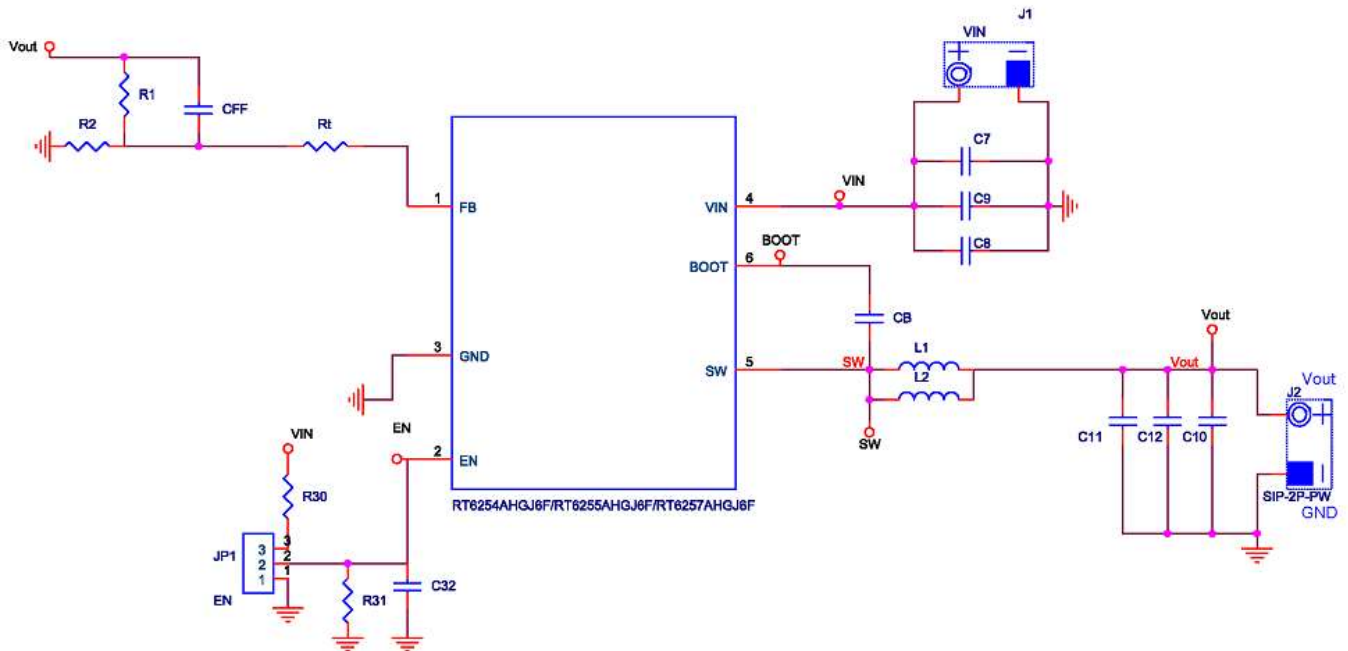 J1
VIN
Vout
R1
CFF
R2
Rt
C7
1
FB
VIN
4
VIN
C9
BOOT
C8
BOOT
6
CB
Vout
3
GND
SW
5
SW
L1
L2
Vout
Vout
J2
EN
SW
C11
C12
C10
VIN
2
EN
R30
SIP-2P-PW
GND
RT6254AHGJ6F/RT6255AHGJ6F/RT6257AHGJ6F
JP1
3
3
2
2
1
1
EN
R31
C32